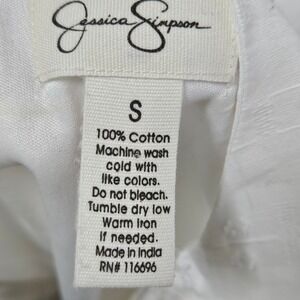 Jessica Simpson
S
100% Cotton
Machine wash
cold with
like colors.
Do not bleach.
Tumble dry low
Warm Iron
if needed.
Made in India
RN# 116696